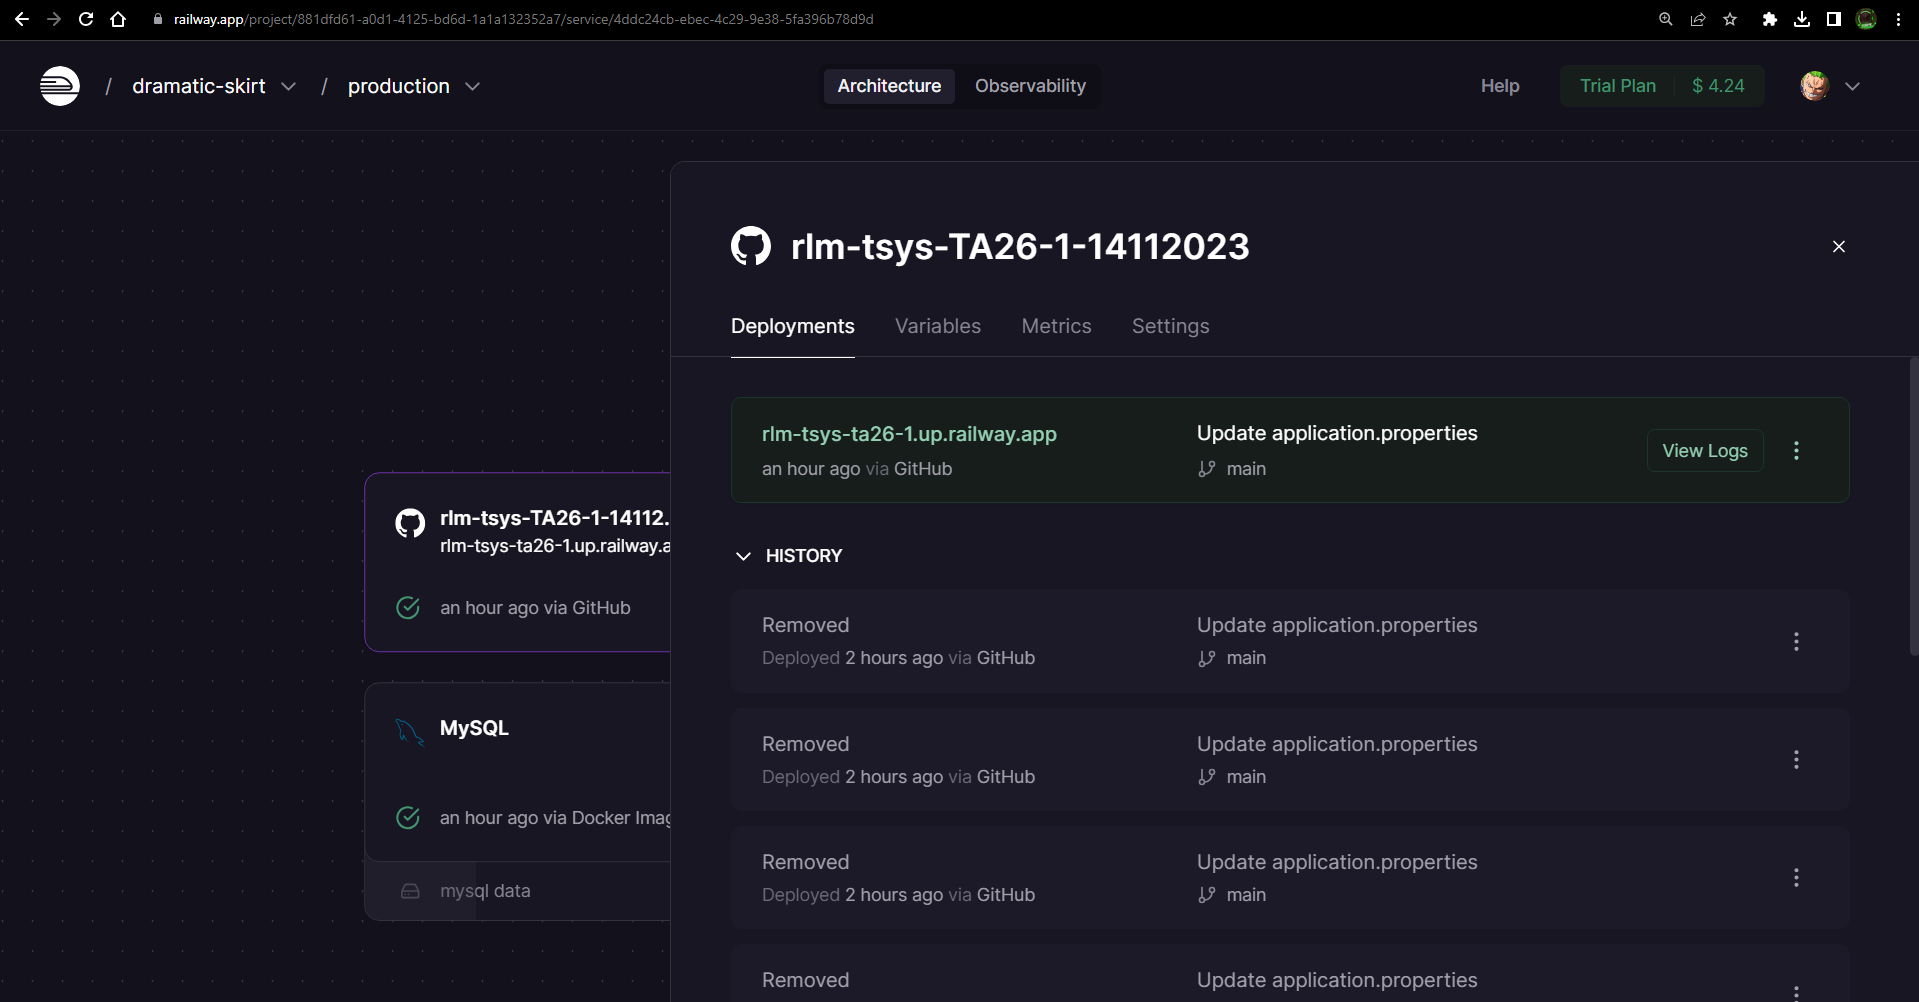 railway.app/project/881dfd61-a0d1-4125-bd6d-1a1a132352a7/service/4ddc24cb-ebec-4c29-9e38-5fa396b78d9d
/ dramatic-skirt / production
Architecture Observability
Help Trial Plan $ 4.24
rlm-tsys-TA26-1-14112.
rlm-tsys-ta26-1.up.railway.a
an hour ago via GitHub
MySQL
an hour ago via Docker Imag
mysql data
rlm-tsys-TA26-1-14112023
Deployments Variables Metrics Settings
rlm-tsys-ta26-1.up.railway.app
an hour ago via GitHub
Update application.properties
main
View Logs
HISTORY
Removed
Deployed 2 hours ago via GitHub
Update application.properties
main
Removed
Deployed 2 hours ago via GitHub
Update application.properties
main
Removed
Deployed 2 hours ago via GitHub
Update application.properties
main
Removed
Update application.properties